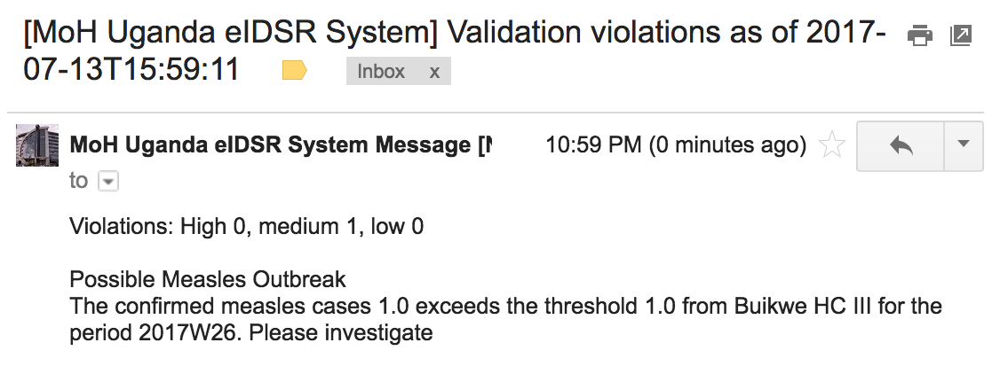 [MoH Uganda eIDSR System] Validation violations as of 2017-
07-13T15:59:11 Inbox x
MoH Uganda eIDSR System Message [M 10:59 PM (0 minutes ago)
to
Violations: High 0, medium 1, low 0
Possible Measles Outbreak
The confirmed measles cases 1.0 exceeds the threshold 1.0 from Buikwe HC III for the
period 2017W26. Please investigate